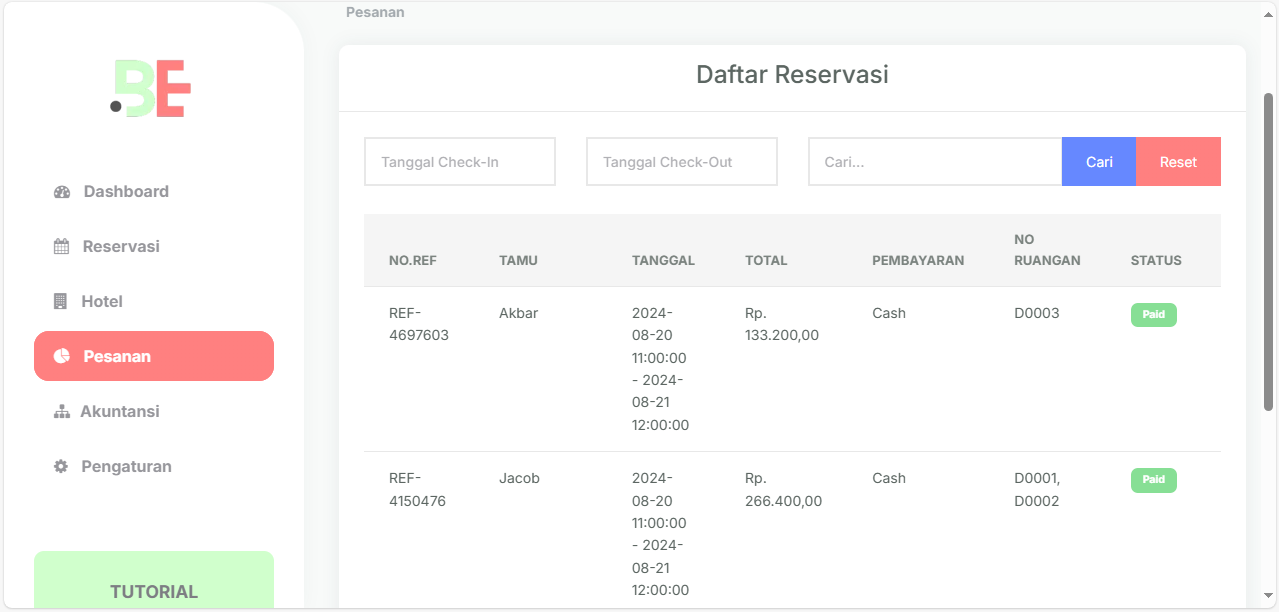 .BE
Dashboard
Reservasi
Hotel
Pesanan
Akuntansi
Pengaturan
TUTORIAL
Pesanan
Daftar Reservasi
Tanggal Check-In
Tanggal Check-Out
Cari...
Cari
Reset
NO.REF
TAMU
TANGGAL
TOTAL
PEMBAYARAN
NO
RUANGAN
STATUS
REF-
4697603
Akbar
2024-
08-20
11:00:00
- 2024-
08-21
12:00:00
Rp.
133.200,00
Cash
D0003
Paid
REF-
4150476
Jacob
2024-
08-20
11:00:00
- 2024-
08-21
12:00:00
Rp.
266.400,00
Cash
D0001,
D0002
Paid